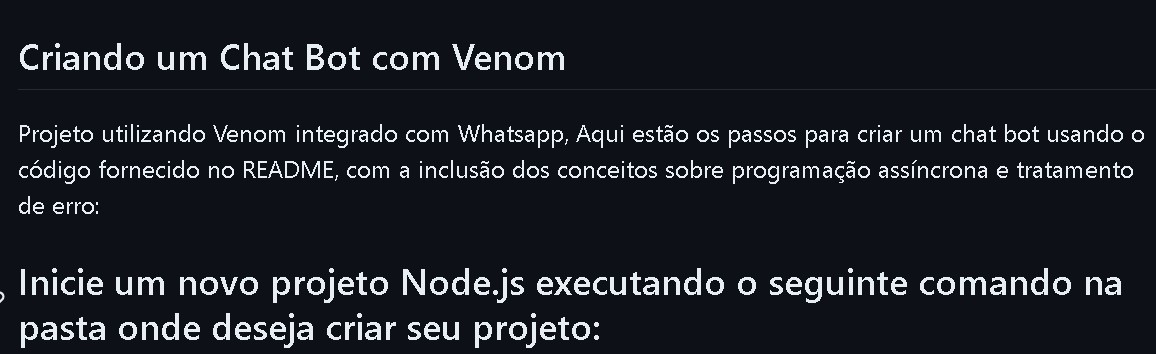 Criando um Chat Bot com Venom
Projeto utilizando Venom integrado com Whatsapp, Aqui estão os passos para criar um chat bot usando o
código fornecido no README, com a inclusão dos conceitos sobre programação assíncrona e tratamento
de erro:
Inicie um novo projeto Node.js executando o seguinte comando na
pasta onde deseja criar seu projeto: